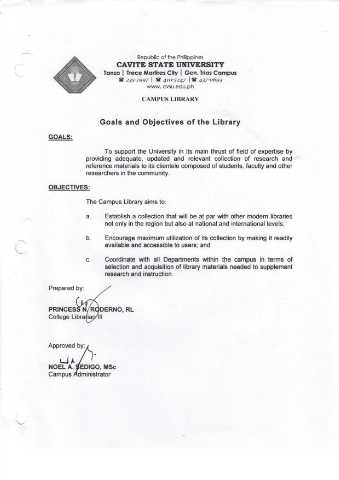 Republic of the Philippines
CAVITE STATE UNIVERSITY
Tanza | Trece Martires City | Gen. Trias Campus
www.cvsu.edu.ph
CAMPUS LIBRARY
Goals and Objectives of the Library
GOALS:
To support the University in its main thrust of field of expertise by
providing adequate, updated and relevant collection of research and
reference materials to its clientele composed of students, faculty and other
researchers in the community.
OBJECTIVES:
The Campus Library aims to:
a. Establish a collection that will be at par with other modern libraries
not only in the region but also at national and international levels;
b. Encourage maximum utilization of its collection by making it readily
available and accessible to users; and
c. Coordinate with all Departments within the campus in terms of
selection and acquisition of library materials needed to supplement
research and instruction.
Prepared by:
PRINCESS N. RODERNO, RL
College Librarian III
Approved by:
NOEL A. SEDIGO, MSc
Campus Administrator